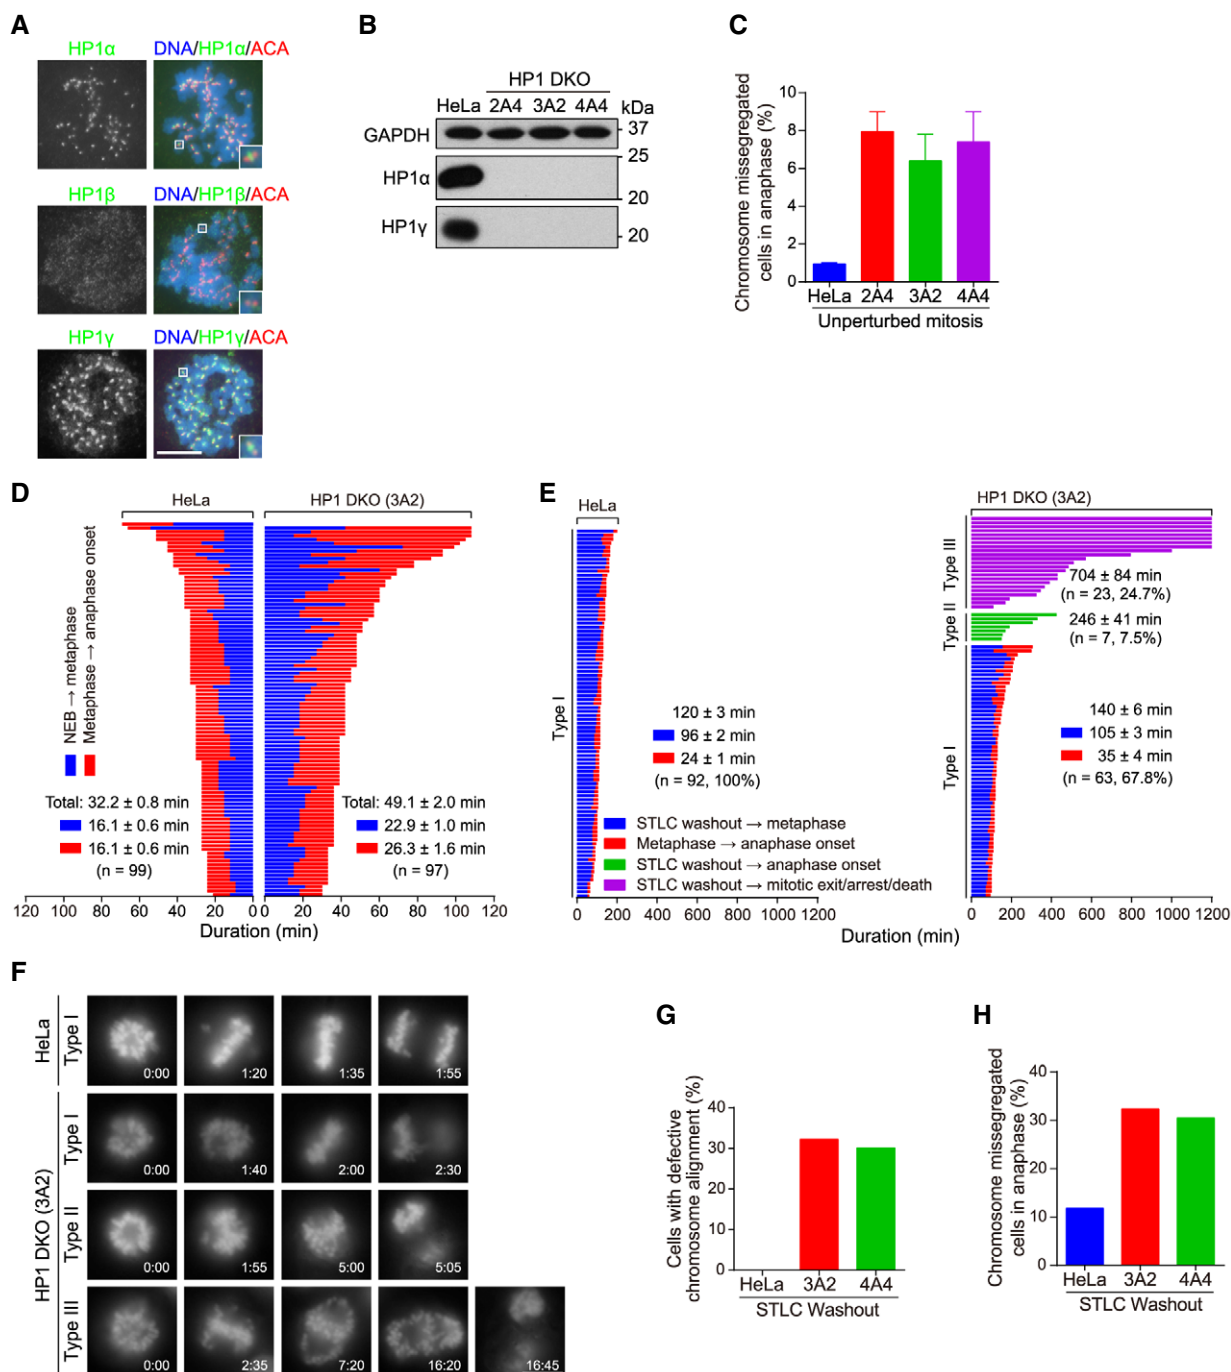 A
HP1α
DNA/HP1α/ACA
HP1β
DNA/HP1β/ACA
HP1γ
DNA/HP1γ/ACA
B
HP1 DKO
HeLa 2A4 3A2 4A4 kDa
GAPDH
37
25
HP1α
20
HP1γ
20
C
Chromosome missegregated
cells in anaphase (%)
10
8
6
4
2
0
HeLa 2A4 3A2 4A4
Unperturbed mitosis
D
HeLa
HP1 DKO (3A2)
NEB → metaphase
Metaphase → anaphase onset
Total: 32.2 ± 0.8 min
16.1 ± 0.6 min
16.1 ± 0.6 min
(n = 99)
Total: 49.1 ± 2.0 min
22.9 ± 1.0 min
26.3 ± 1.6 min
(n = 97)
120 100 80 60 40 20 0 0 20 40 60 80 100 120
Duration (min)
E
HeLa
Type I
120 ± 3 min
96 ± 2 min
24 ± 1 min
(n = 92, 100%)
STLC washout → metaphase
Metaphase → anaphase onset
STLC washout → anaphase onset
STLC washout → mitotic exit/arrest/death
0 200 400 600 800 1000 1200
HP1 DKO (3A2)
Type III
704 ± 84 min
(n = 23, 24.7%)
Type II
246 ± 41 min
(n = 7, 7.5%)
Type I
140 ± 6 min
105 ± 3 min
35 ± 4 min
(n = 63, 67.8%)
0 200 400 600 800 1000 1200
Duration (min)
F
HeLa
Type I
0:00 1:20 1:35 1:55
HP1 DKO (3A2)
Type I
0:00 1:40 2:00 2:30
Type II
0:00 1:55 5:00 5:05
Type III
0:00 2:35 7:20 16:20 16:45
G
Cells with defective
chromosome alignment (%)
40
30
20
10
0
HeLa 3A2 4A4
STLC Washout
H
Chromosome missegregated
cells in anaphase (%)
40
30
20
10
0
HeLa 3A2 4A4
STLC Washout